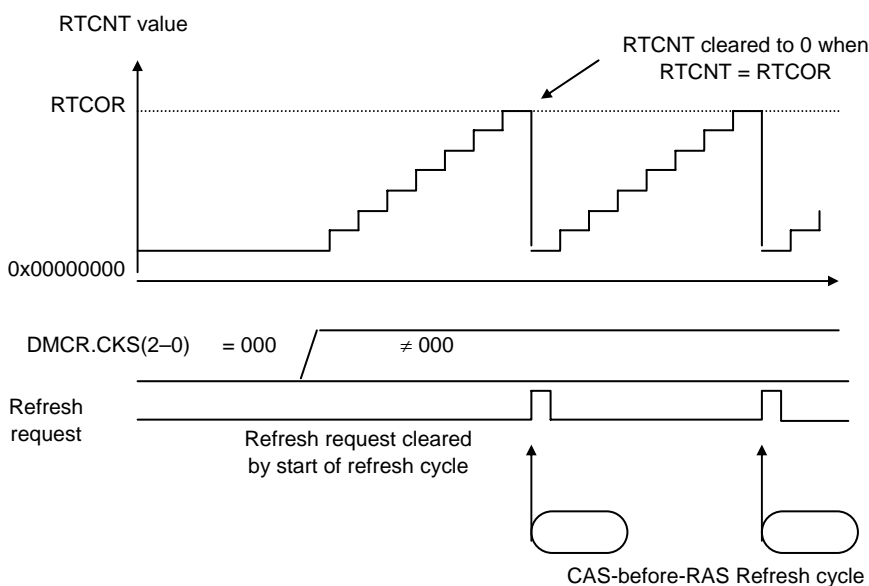 RTCNT value
RTCNT cleared to 0 when
RTCNT = RTCOR
RTCOR
0x00000000
DMCR.CKS(2–0) = 000 ≠ 000
Refresh
request
Refresh request cleared
by start of refresh cycle
CAS-before-RAS Refresh cycle